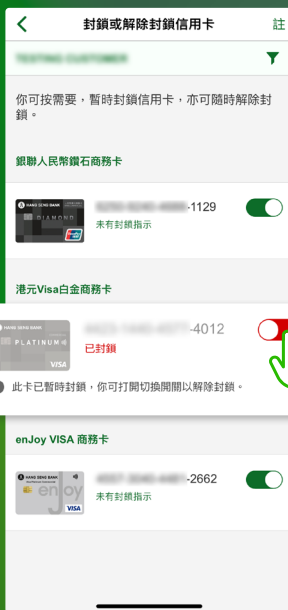 封鎖或解除封鎖信用卡
註
TESTING CUSTOMER
你可按需要，暫時封鎖信用卡，亦可隨時解除封
鎖。
銀聯人民幣鑽石商務卡
HANG SENG BANK
DIAMOND
-1129
未有封鎖指示
港元Visa白金商務卡
HANG SENG BANK
PLATINUM
VISA
-4012
已封鎖
此卡已暫時封鎖，你可打開切換開關以解除封鎖。
enJoy VISA 商務卡
HANG SENG BANK
enjoy
VISA
-2662
未有封鎖指示